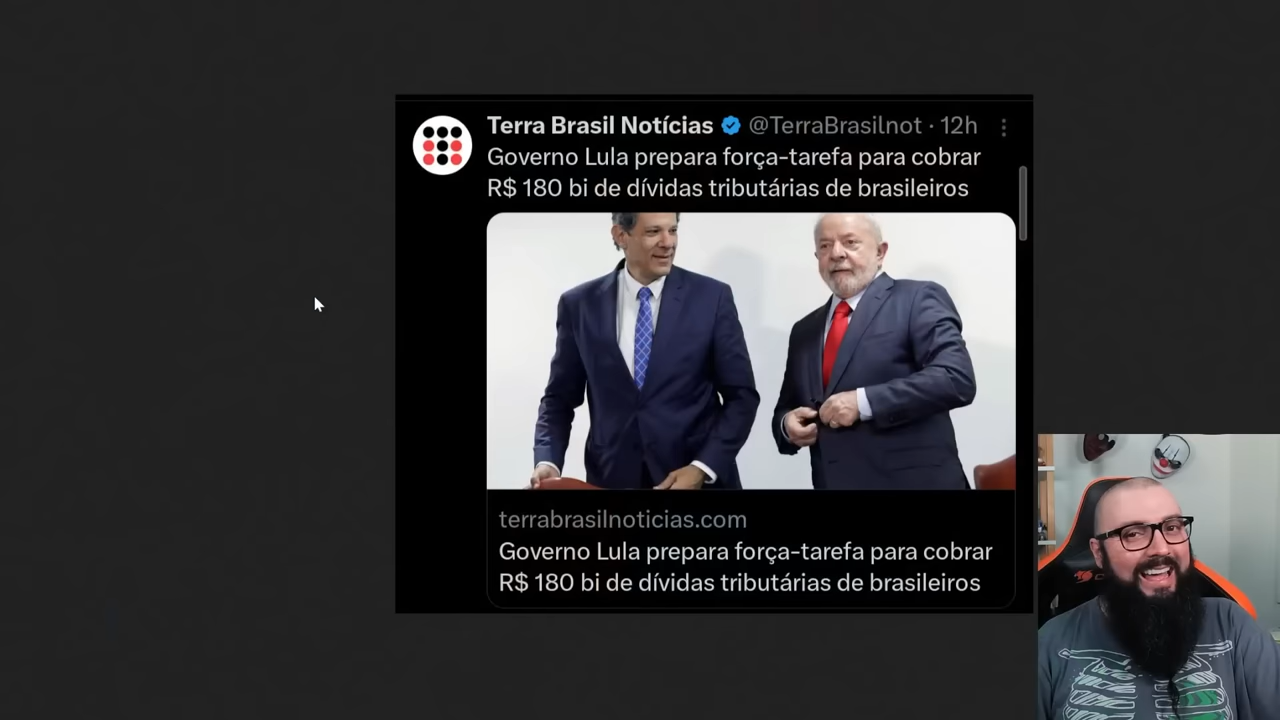 Terra Brasil Notícias @TerraBrasilnot · 12h
Governo Lula prepara força-tarefa para cobrar
R$ 180 bi de dívidas tributárias de brasileiros
terrabrasilnoticias.com
Governo Lula prepara força-tarefa para cobrar
R$ 180 bi de dívidas tributárias de brasileiros